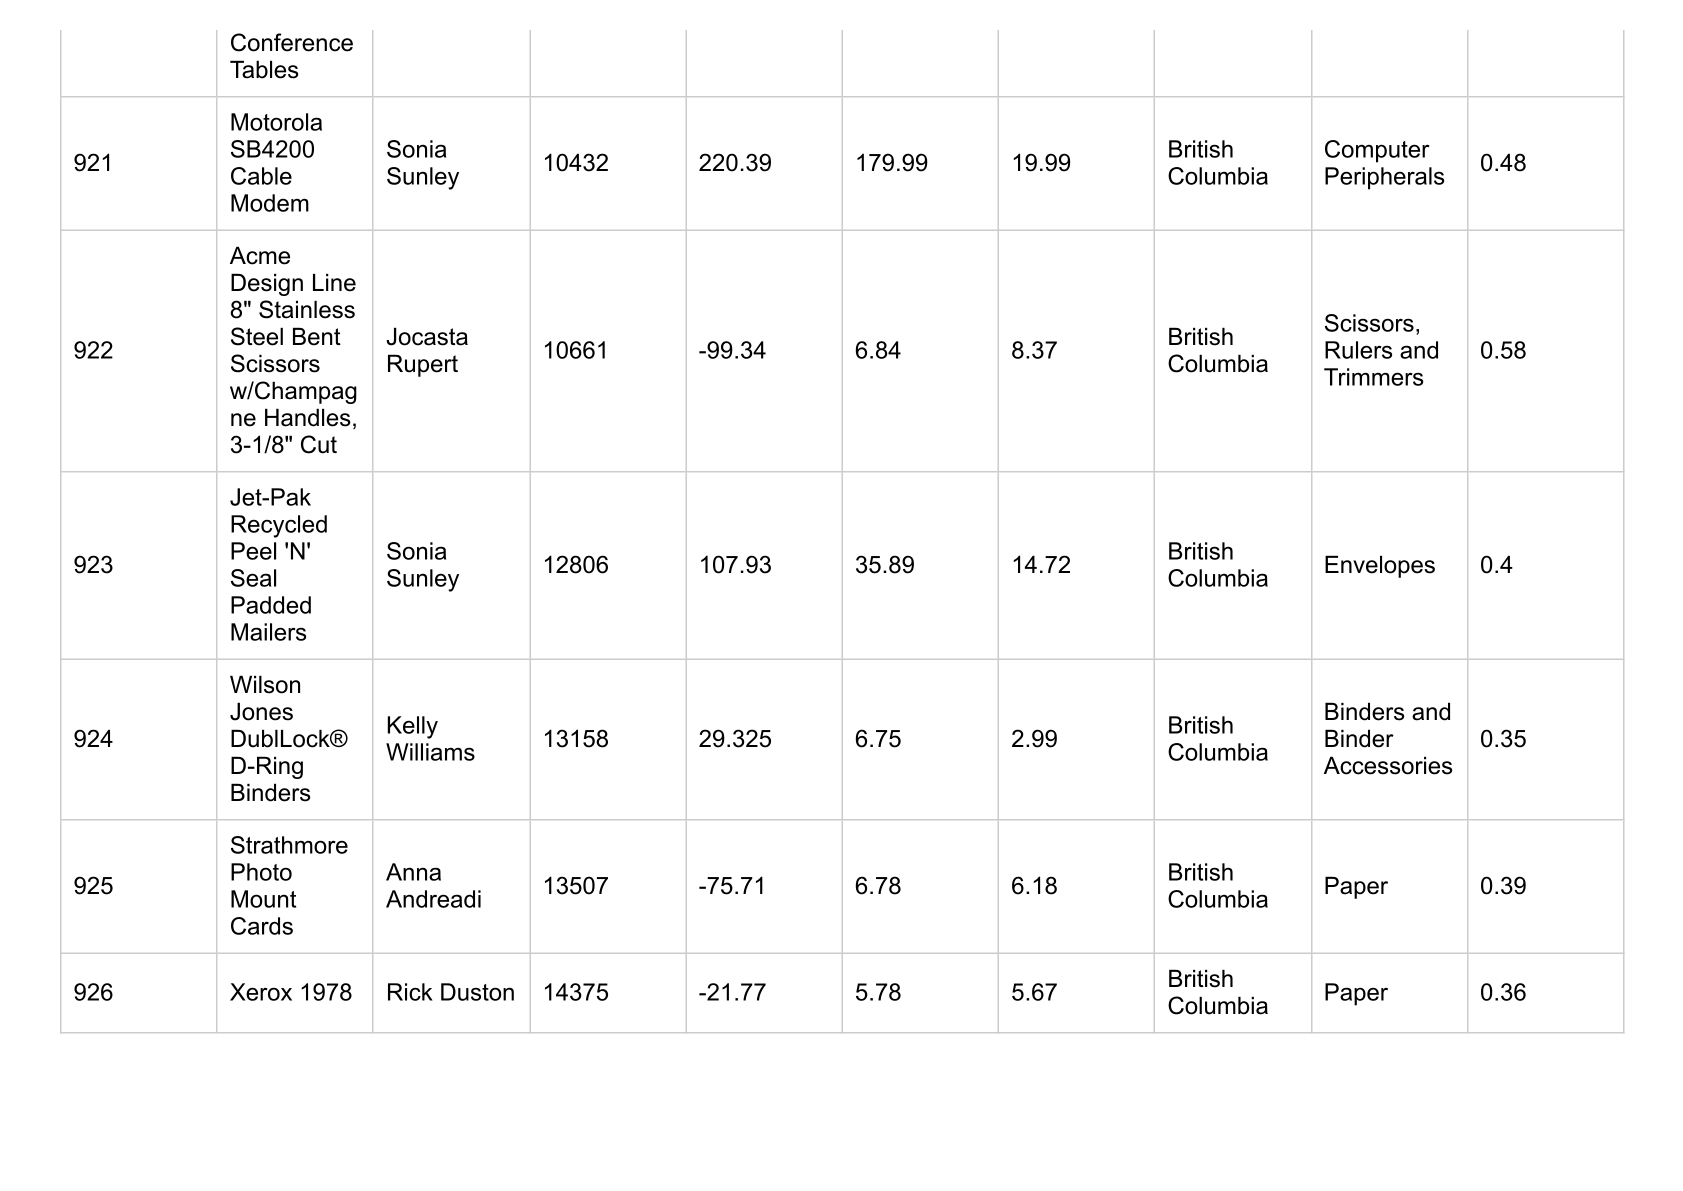 Conference
Tables
921
Motorola
SB4200
Cable
Modem
Sonia
Sunley
10432
220.39
179.99
19.99
British
Columbia
Computer
Peripherals
0.48
922
Acme
Design Line
8" Stainless
Steel Bent
Scissors
w/Champag
ne Handles,
3-1/8" Cut
Jocasta
Rupert
10661
-99.34
6.84
8.37
British
Columbia
Scissors,
Rulers and
Trimmers
0.58
923
Jet-Pak
Recycled
Peel 'N'
Seal
Padded
Mailers
Sonia
Sunley
12806
107.93
35.89
14.72
British
Columbia
Envelopes
0.4
924
Wilson
Jones
DublLock®
D-Ring
Binders
Kelly
Williams
13158
29.325
6.75
2.99
British
Columbia
Binders and
Binder
Accessories
0.35
925
Strathmore
Photo
Mount
Cards
Anna
Andreadi
13507
-75.71
6.78
6.18
British
Columbia
Paper
0.39
926
Xerox 1978
Rick Duston
14375
-21.77
5.78
5.67
British
Columbia
Paper
0.36